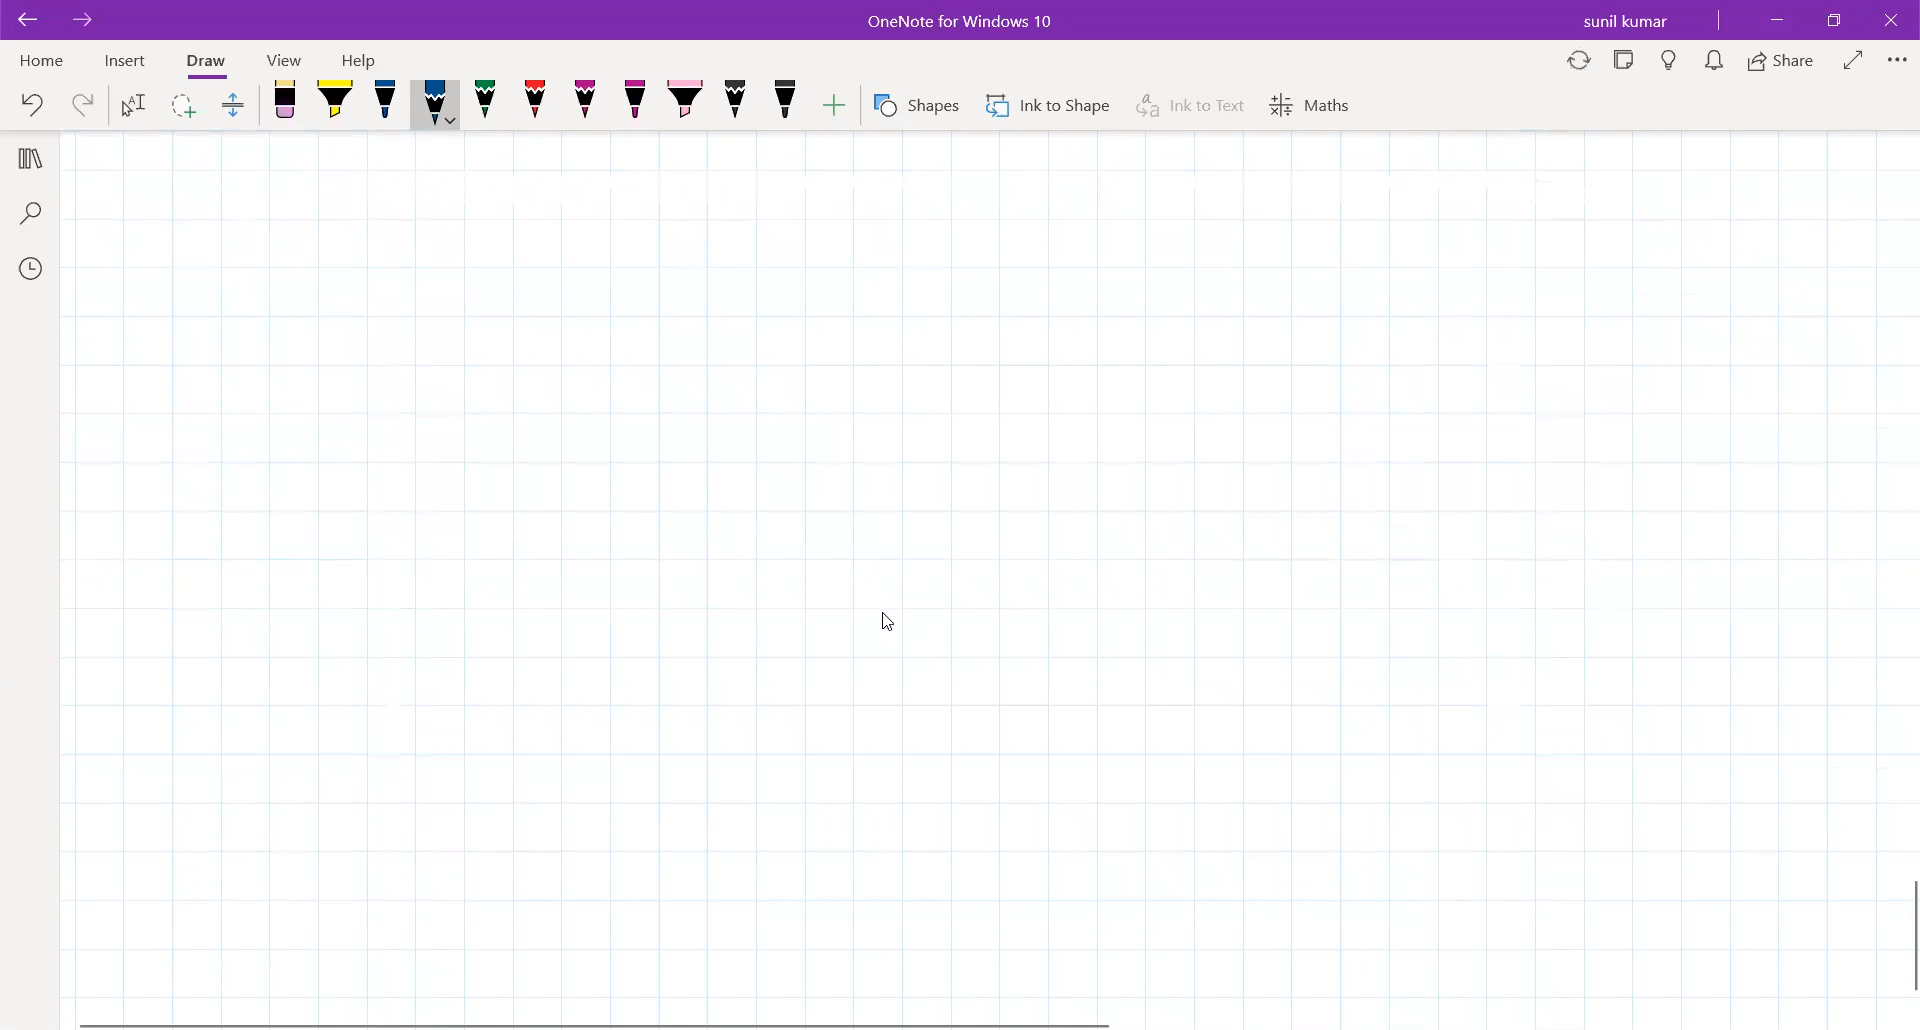 OneNote for Windows 10
sunil kumar
Home Insert Draw View Help
Share
Shapes Ink to Shape Ink to Text Maths